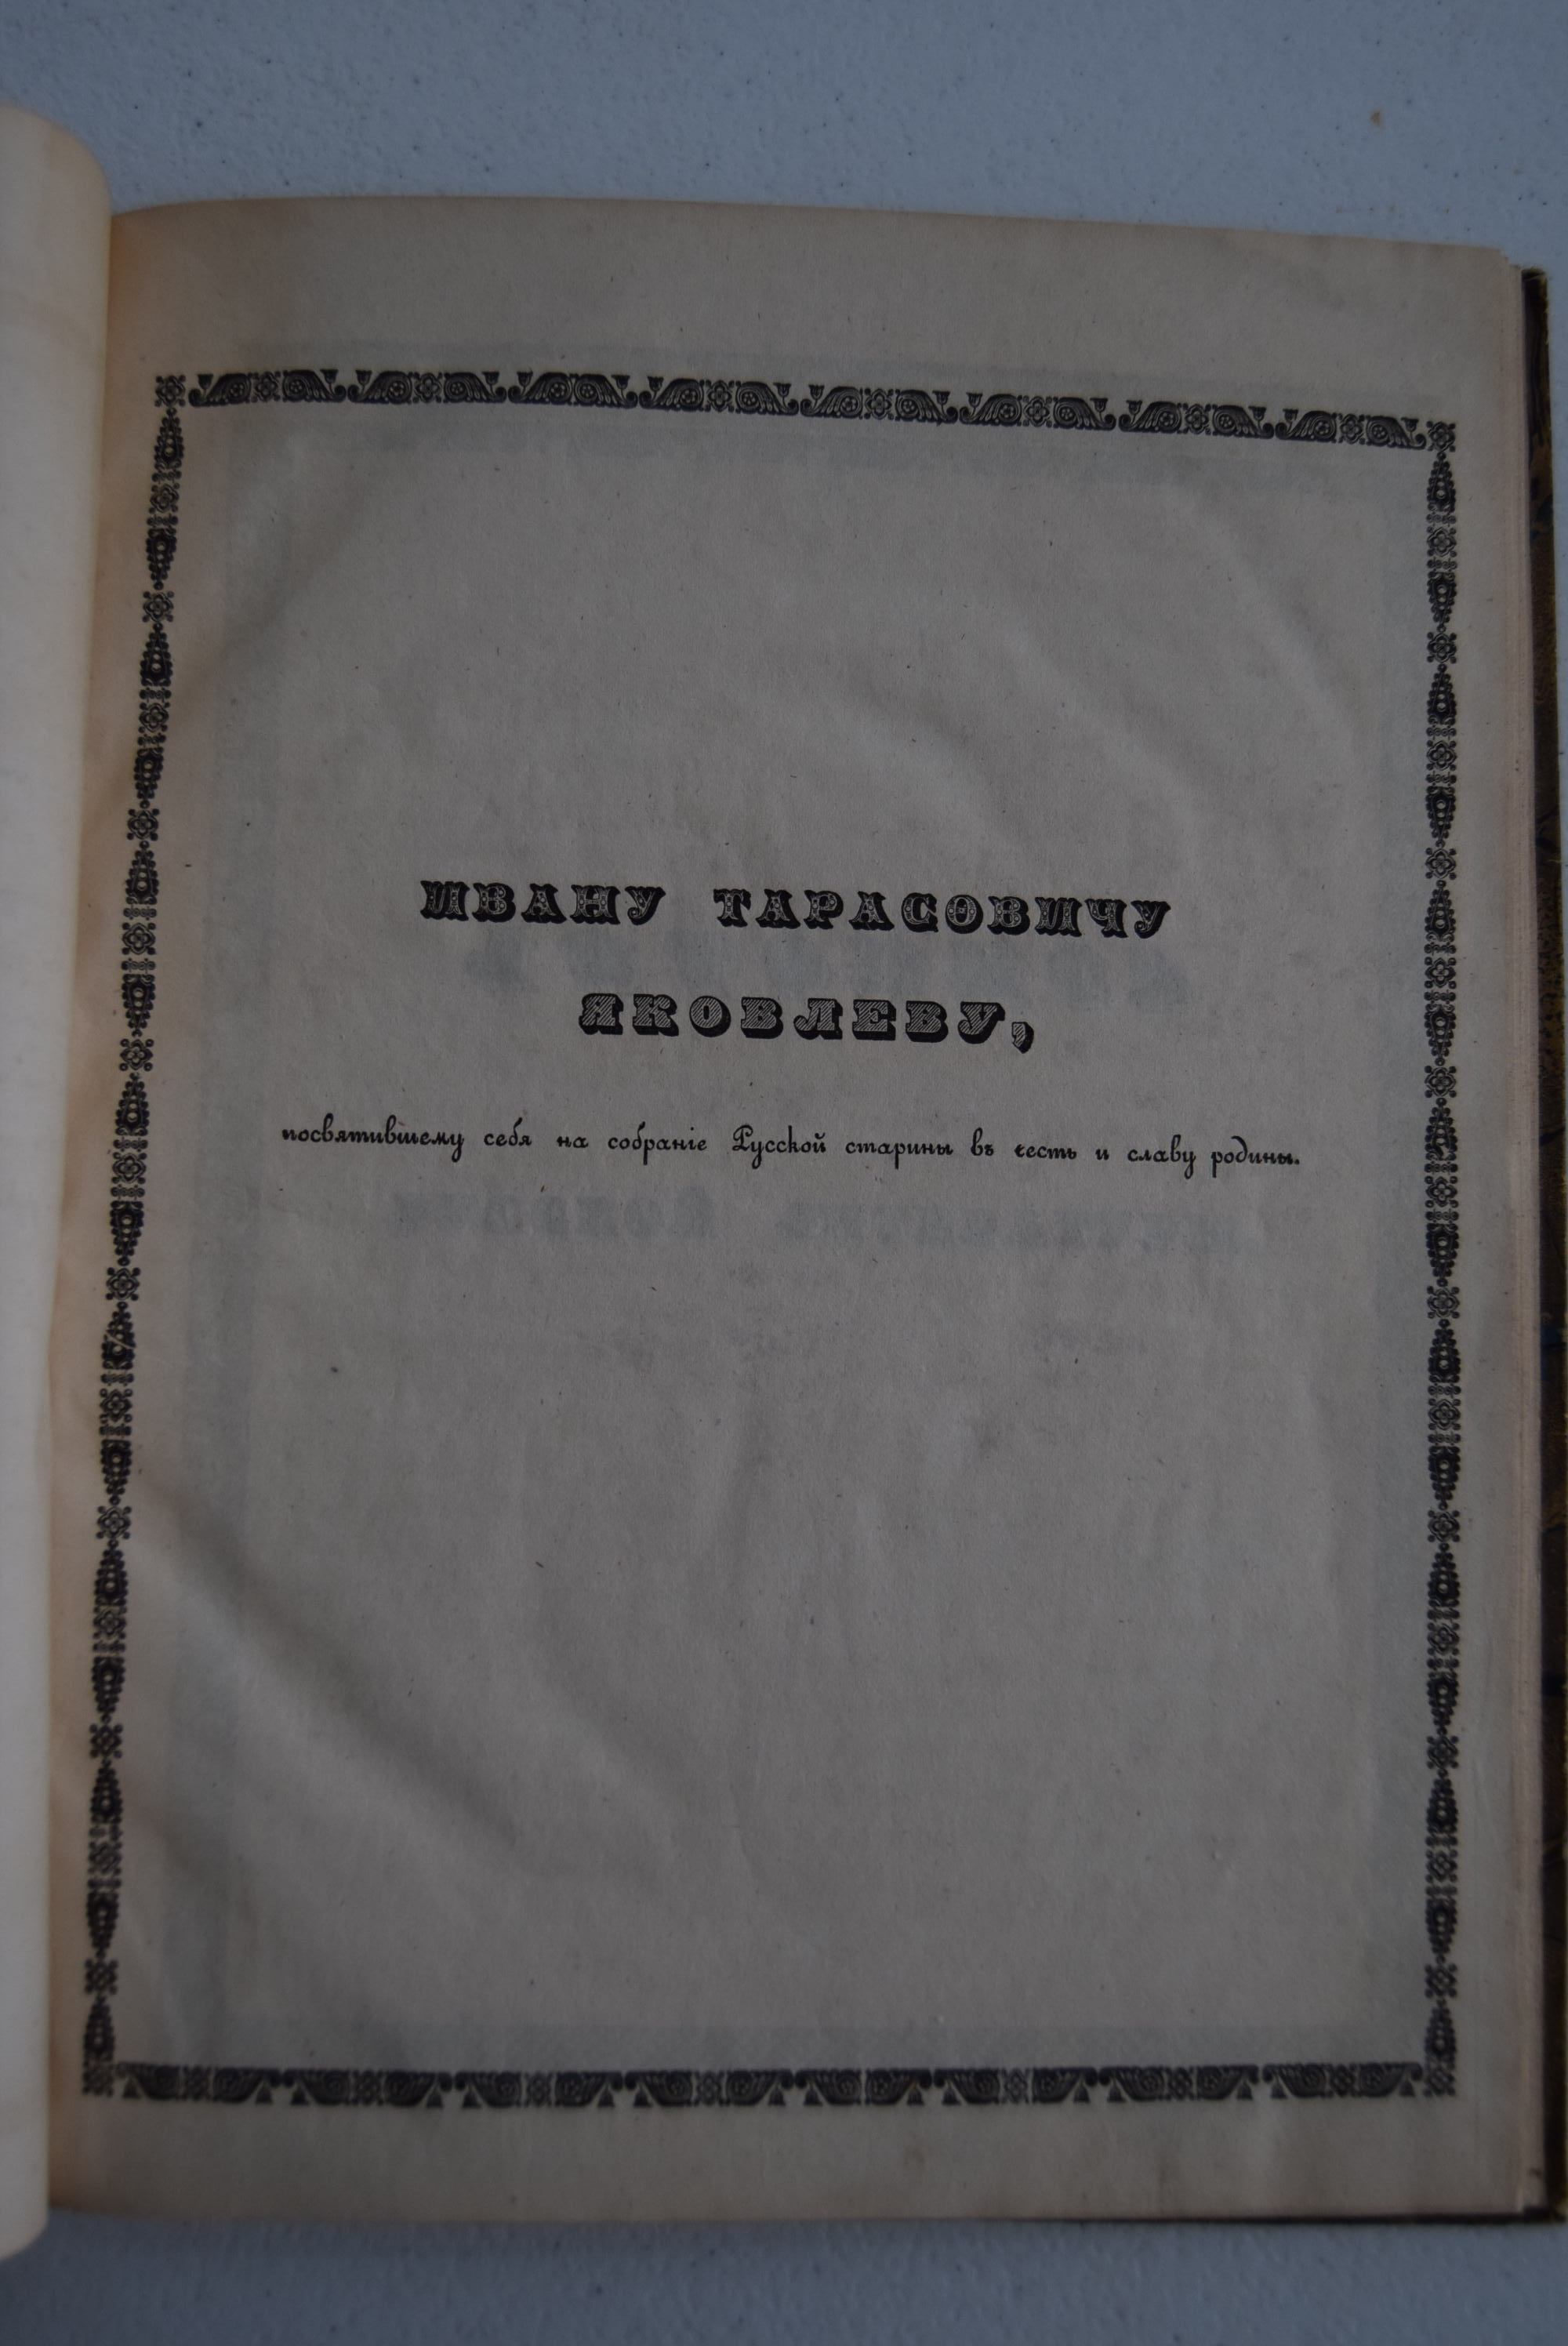 ИВАНУ ТАРАСОВИЧУ
ЯКОВЛЕВУ,
посвятившему себя на собраніе Русской старины въ честь и славу родины.